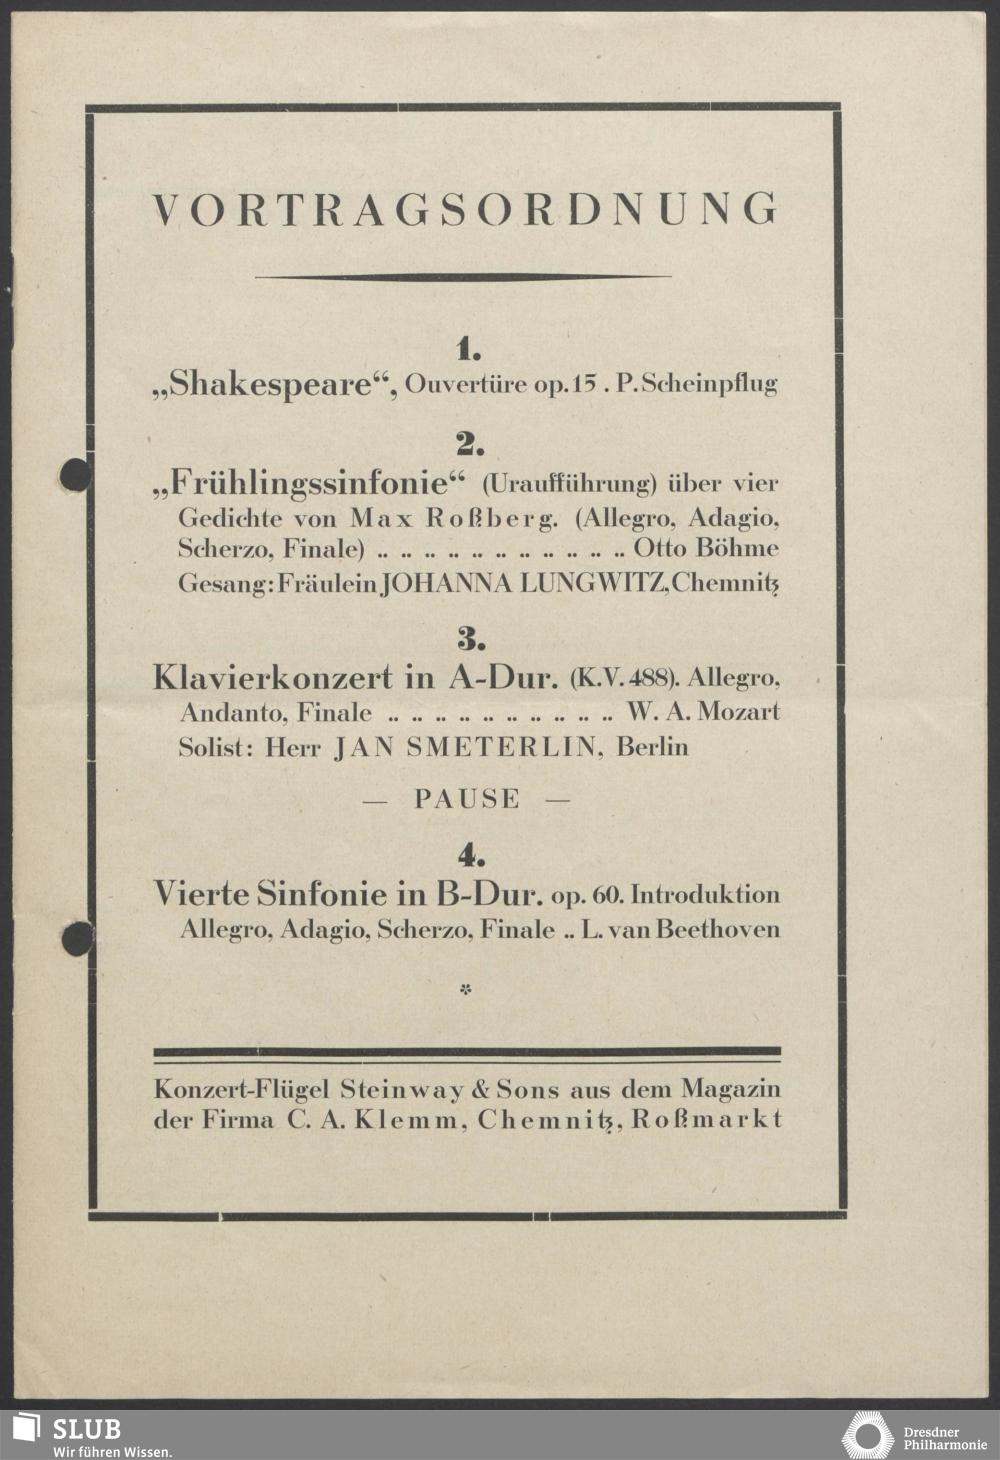 VORTRAGSORDNUNG
1.
„Shakespeare“, Ouvertüre op. 15 . P. Scheinpflug
2.
„Frühlingssinfonie“ (Uraufführung) über vier
Gedichte von Max Roßberg. (Allegro, Adagio,
Scherzo, Finale) .. .. .. .. .. .. .. .. .. .. .. Otto Böhme
Gesang: Fräulein JOHANNA LUNGWITZ, Chemnitz
3.
Klavierkonzert in A-Dur. (K.V. 488). Allegro,
Andanto, Finale .. .. .. .. .. .. .. .. .. .. W. A. Mozart
Solist: Herr JAN SMETERLIN, Berlin
— PAUSE —
4.
Vierte Sinfonie in B-Dur. op. 60. Introduktion
Allegro, Adagio, Scherzo, Finale .. L. van Beethoven
*
Konzert-Flügel Steinway & Sons aus dem Magazin
der Firma C. A. Klemm, Chemnitz, Roßmarkt
SLUB
Wir führen Wissen.
Dresdner
Philharmonie